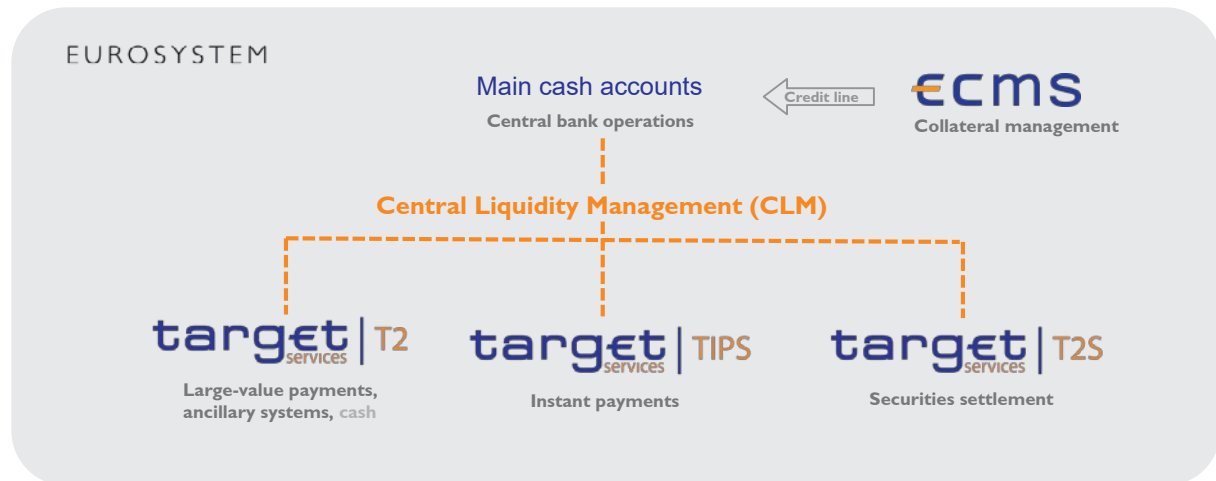 EUROSYSTEM
Main cash accounts
Central bank operations
Credit line
€cms
Collateral management
Central Liquidity Management (CLM)
target services | T2
Large-value payments,
ancillary systems, cash
target services | TIPS
Instant payments
target services | T2S
Securities settlement